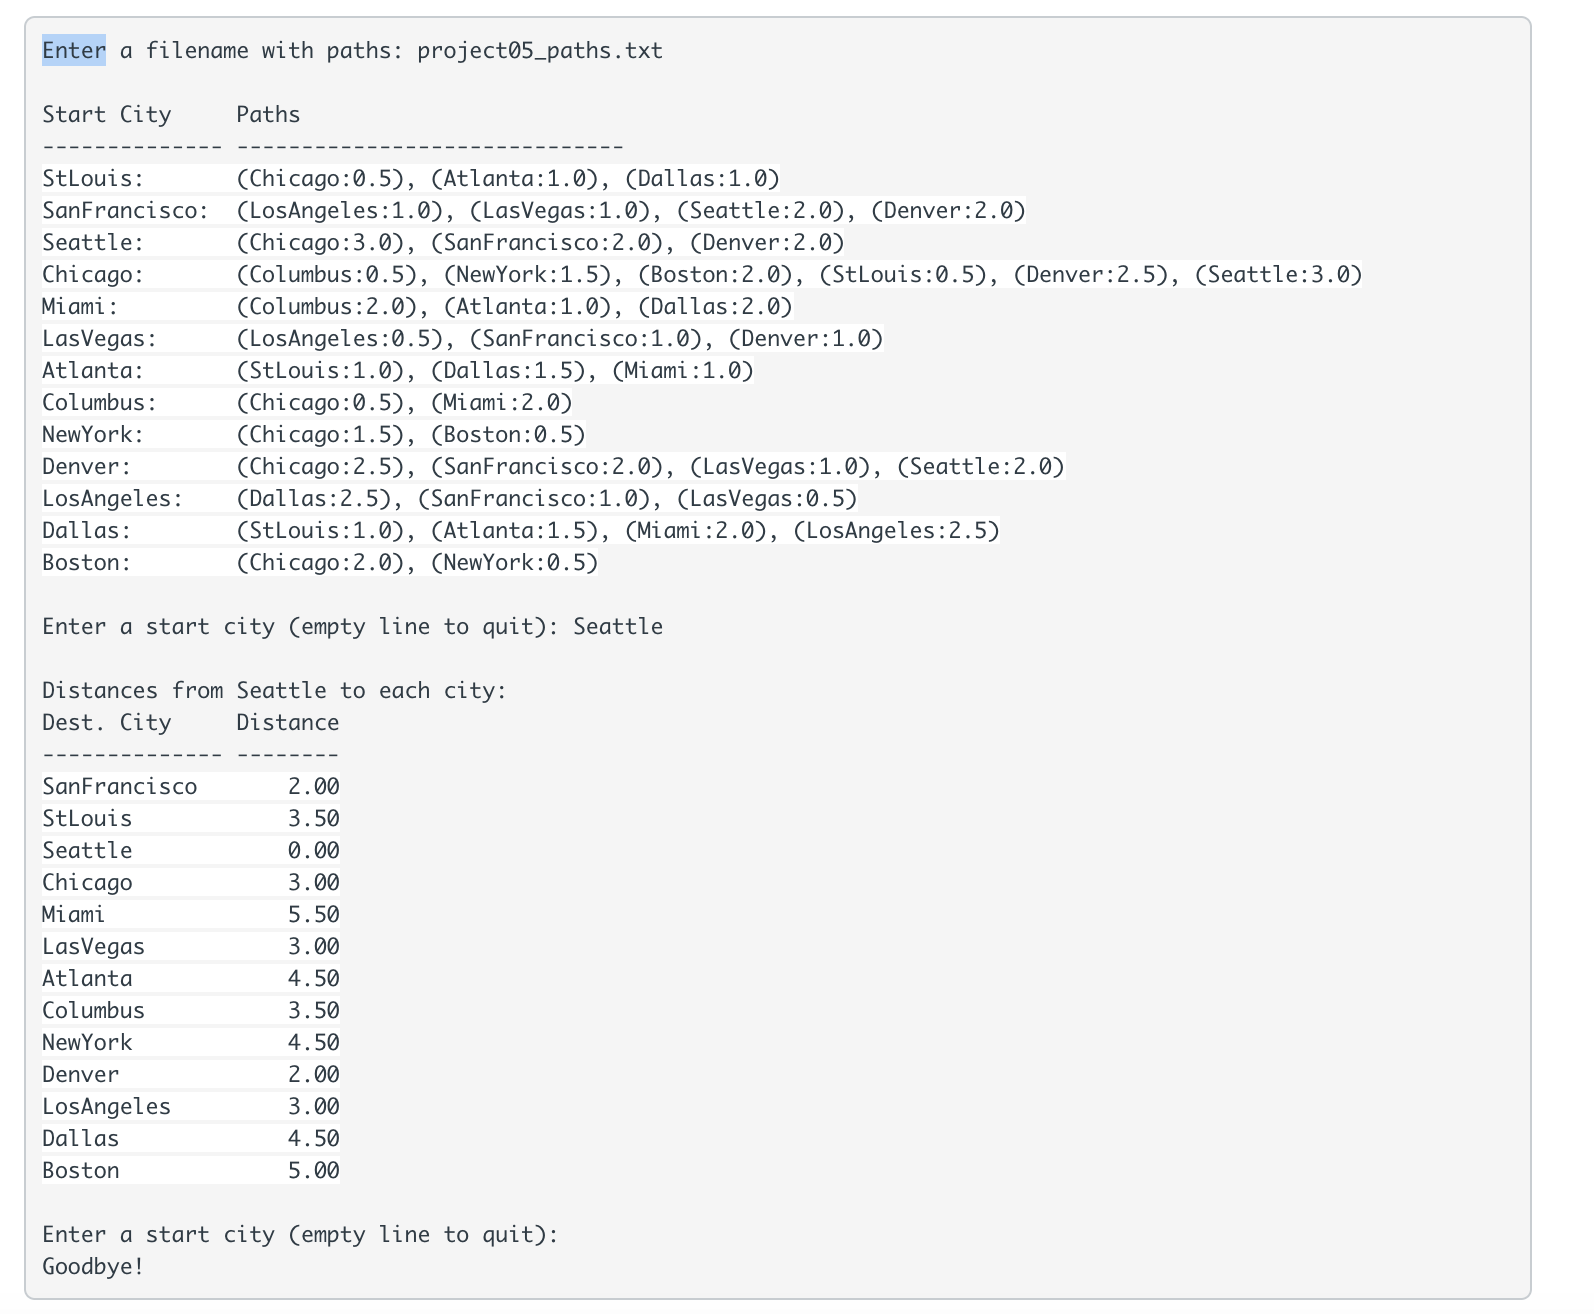 Enter a filename with paths: project05_paths.txt
Start City     Paths
-------------- ------------------------------
StLouis:       (Chicago:0.5), (Atlanta:1.0), (Dallas:1.0)
SanFrancisco:  (LosAngeles:1.0), (LasVegas:1.0), (Seattle:2.0), (Denver:2.0)
Seattle:       (Chicago:3.0), (SanFrancisco:2.0), (Denver:2.0)
Chicago:       (Columbus:0.5), (NewYork:1.5), (Boston:2.0), (StLouis:0.5), (Denver:2.5), (Seattle:3.0)
Miami:         (Columbus:2.0), (Atlanta:1.0), (Dallas:2.0)
LasVegas:      (LosAngeles:0.5), (SanFrancisco:1.0), (Denver:1.0)
Atlanta:       (StLouis:1.0), (Dallas:1.5), (Miami:1.0)
Columbus:      (Chicago:0.5), (Miami:2.0)
NewYork:       (Chicago:1.5), (Boston:0.5)
Denver:        (Chicago:2.5), (SanFrancisco:2.0), (LasVegas:1.0), (Seattle:2.0)
LosAngeles:    (Dallas:2.5), (SanFrancisco:1.0), (LasVegas:0.5)
Dallas:        (StLouis:1.0), (Atlanta:1.5), (Miami:2.0), (LosAngeles:2.5)
Boston:        (Chicago:2.0), (NewYork:0.5)
Enter a start city (empty line to quit): Seattle
Distances from Seattle to each city:
Dest. City     Distance
-------------- --------
SanFrancisco       2.00
StLouis            3.50
Seattle            0.00
Chicago            3.00
Miami              5.50
LasVegas           3.00
Atlanta            4.50
Columbus           3.50
NewYork            4.50
Denver             2.00
LosAngeles         3.00
Dallas             4.50
Boston             5.00
Enter a start city (empty line to quit):
Goodbye!